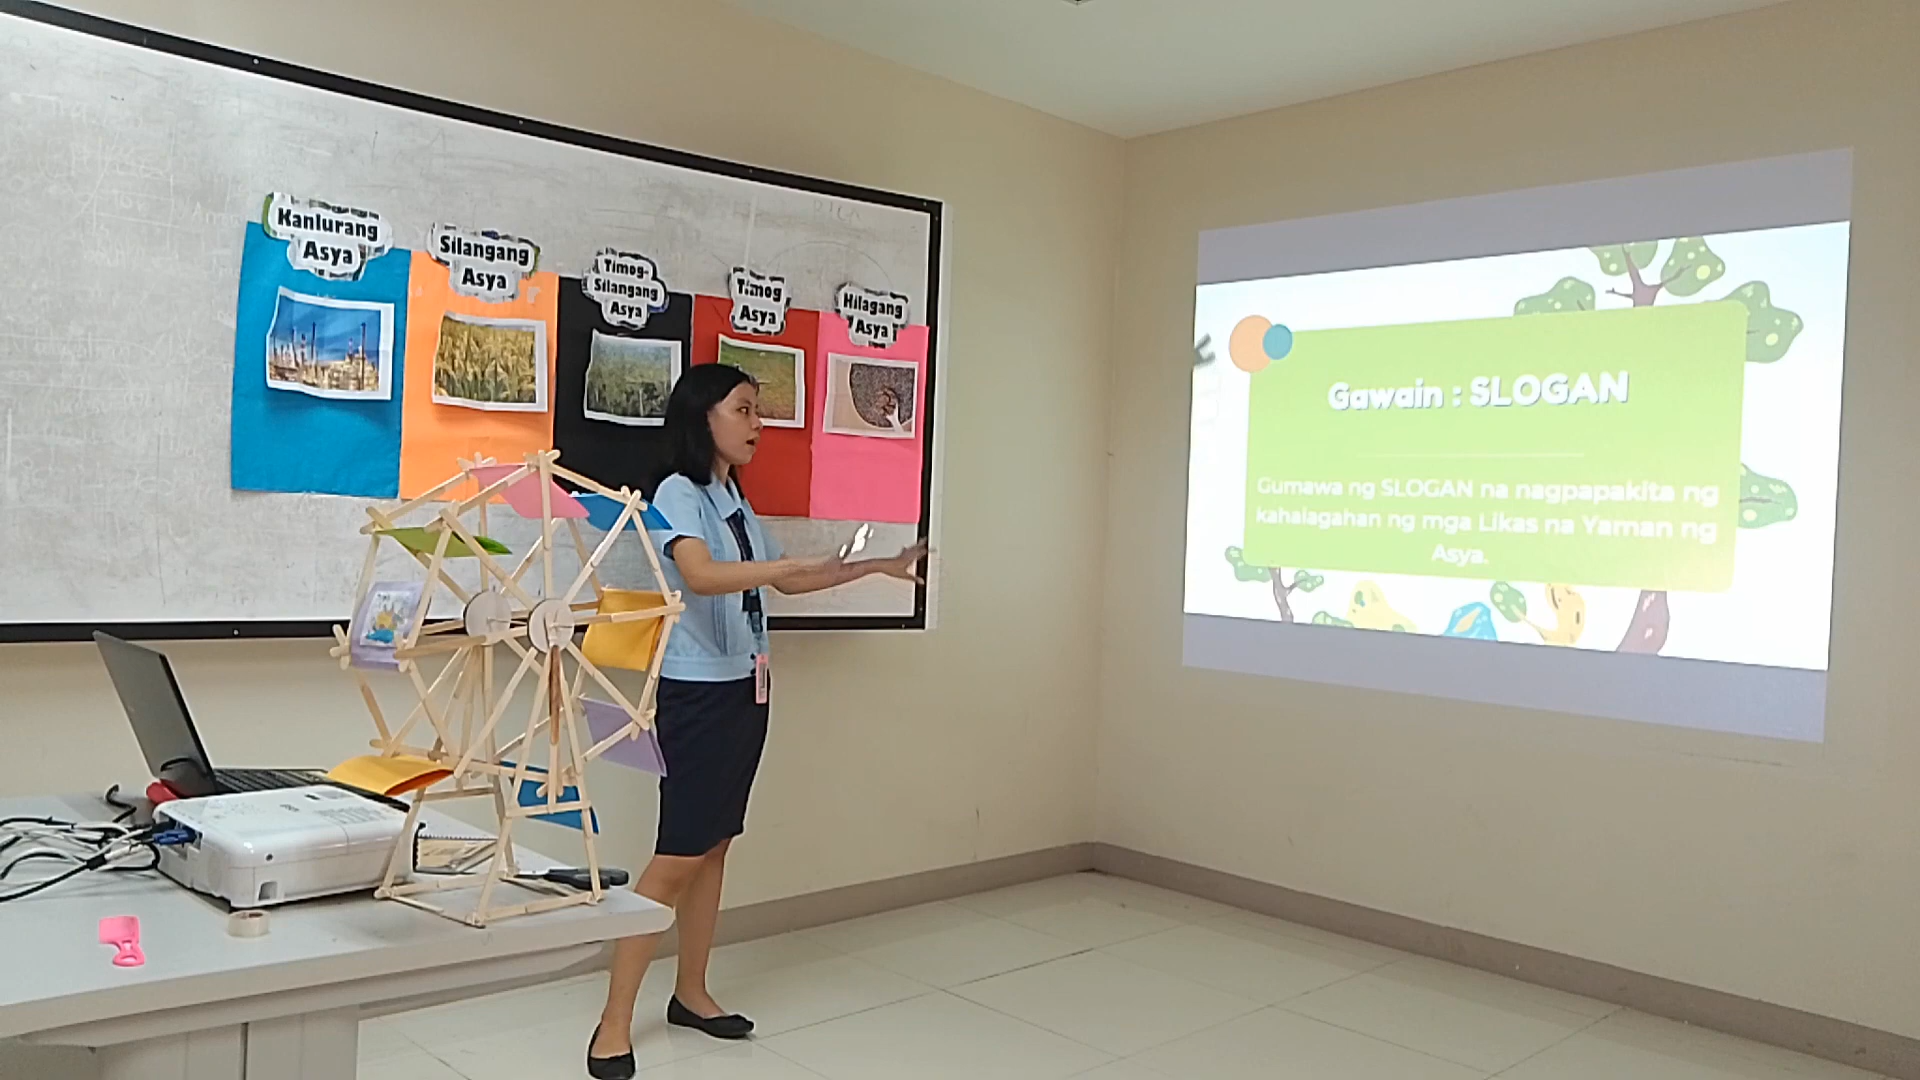 Kanlurang
Asya
Silangang
Asya
Timog-
Silangang
Asya
Timog
Asya
Hilagang
Asya
Gawain : SLOGAN
Gumawa ng SLOGAN na nagpapakita ng
kahalagahan ng mga Likas na Yaman ng
Asya.